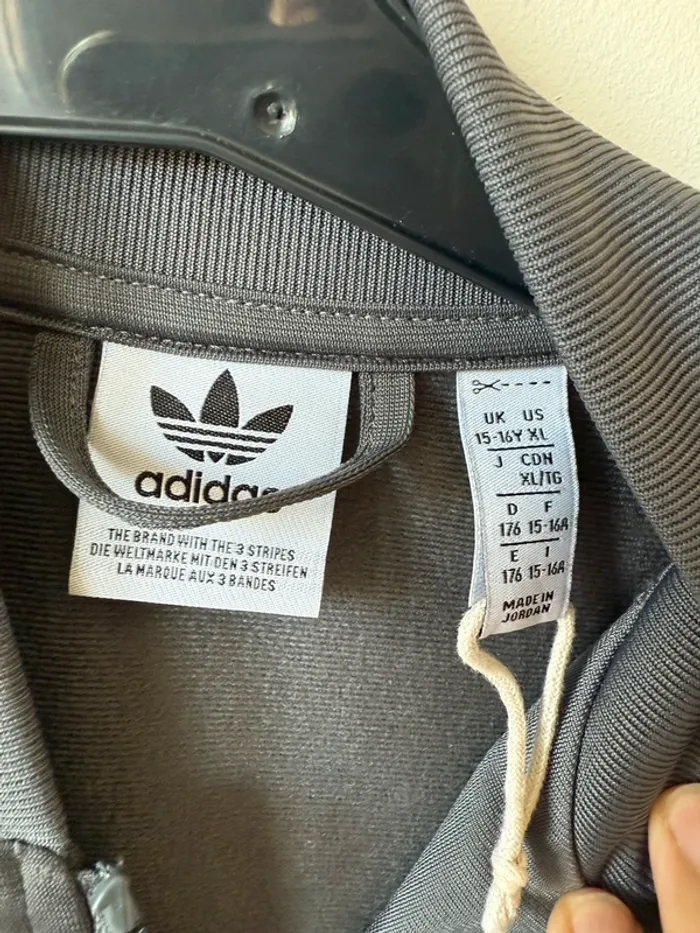 adidas
THE BRAND WITH THE 3 STRIPES
DIE WELTMARKE MIT DEN 3 STREIFEN
LA MARQUE AUX 3 BANDES
UK US
15-16Y XL
J CDN
XL/TG
D F
176 15-16A
E I
176 15-16A
MADE IN
JORDAN